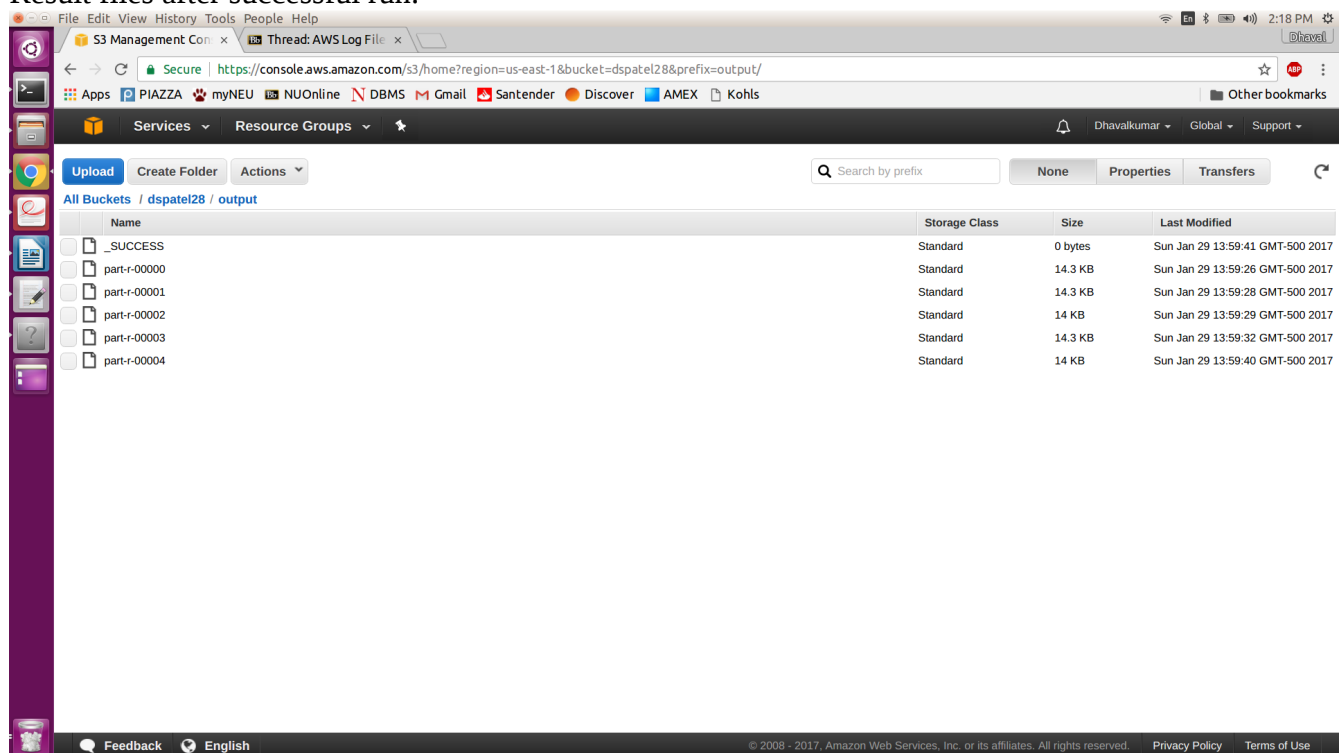 Result files after successful run:
File Edit View History Tools People Help
En 2:18 PM
S3 Management Con × Bb Thread: AWS Log File ×
Dhaval
Secure | https://console.aws.amazon.com/s3/home?region=us-east-1&bucket=dspatel28&prefix=output/
ABP
Apps PIAZZA myNEU Bb NUOnline N DBMS Gmail Santender Discover AMEX Kohls Other bookmarks
Services Resource Groups Dhavalkumar Global Support
Upload Create Folder Actions Search by prefix None Properties Transfers
All Buckets / dspatel28 / output
Name Storage Class Size Last Modified
_SUCCESS Standard 0 bytes Sun Jan 29 13:59:41 GMT-500 2017
part-r-00000 Standard 14.3 KB Sun Jan 29 13:59:26 GMT-500 2017
part-r-00001 Standard 14.3 KB Sun Jan 29 13:59:28 GMT-500 2017
part-r-00002 Standard 14 KB Sun Jan 29 13:59:29 GMT-500 2017
part-r-00003 Standard 14.3 KB Sun Jan 29 13:59:32 GMT-500 2017
part-r-00004 Standard 14 KB Sun Jan 29 13:59:40 GMT-500 2017
Feedback English © 2008 - 2017, Amazon Web Services, Inc. or its affiliates. All rights reserved. Privacy Policy Terms of Use